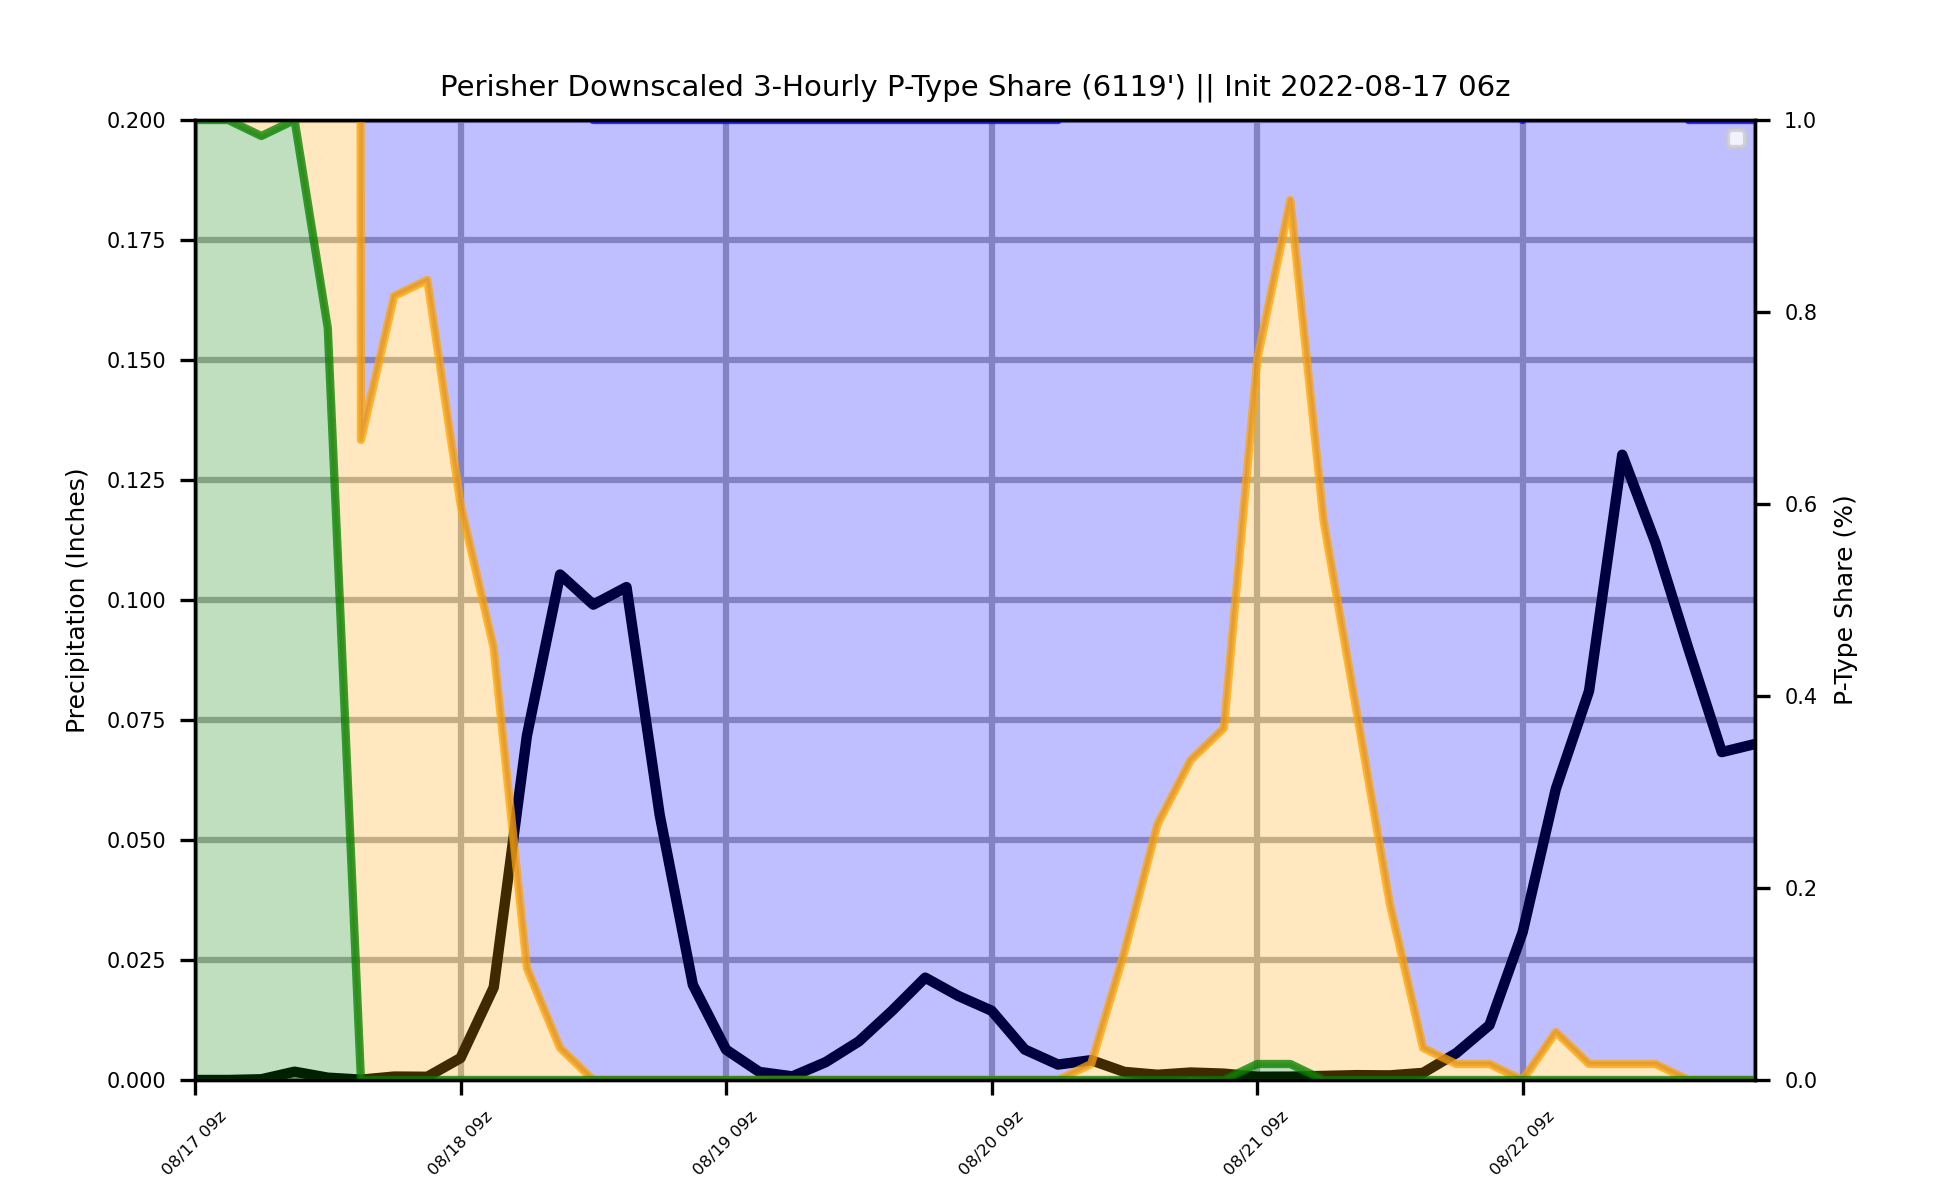 Perisher Downscaled 3-Hourly P-Type Share (6119') || Init 2022-08-17 06z
0.200
0.175
0.150
0.125
0.100
0.075
0.050
0.025
0.000
Precipitation (Inches)
1.0
0.8
0.6
0.4
0.2
0.0
P-Type Share (%)
08/17 09z
08/18 09z
08/19 09z
08/20 09z
08/21 09z
08/22 09z